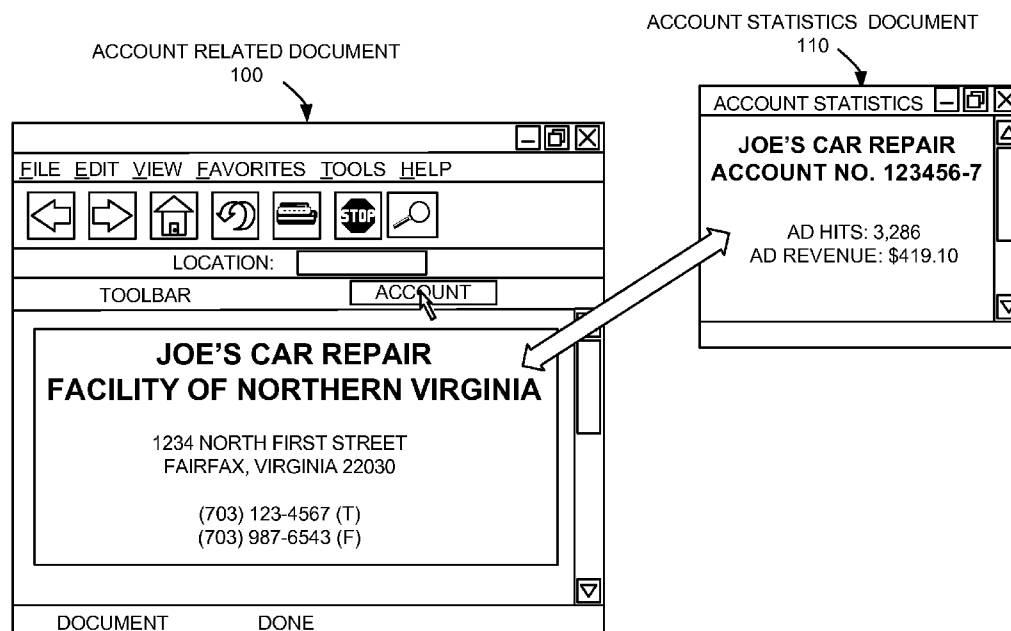 ACCOUNT RELATED DOCUMENT
100
ACCOUNT STATISTICS DOCUMENT
110
FILE EDIT VIEW FAVORITES TOOLS HELP
STOP
LOCATION:
TOOLBAR ACCOUNT
JOE'S CAR REPAIR
FACILITY OF NORTHERN VIRGINIA
1234 NORTH FIRST STREET
FAIRFAX, VIRGINIA 22030
(703) 123-4567 (T)
(703) 987-6543 (F)
DOCUMENT DONE
ACCOUNT STATISTICS
JOE'S CAR REPAIR
ACCOUNT NO. 123456-7
AD HITS: 3,286
AD REVENUE: $419.10